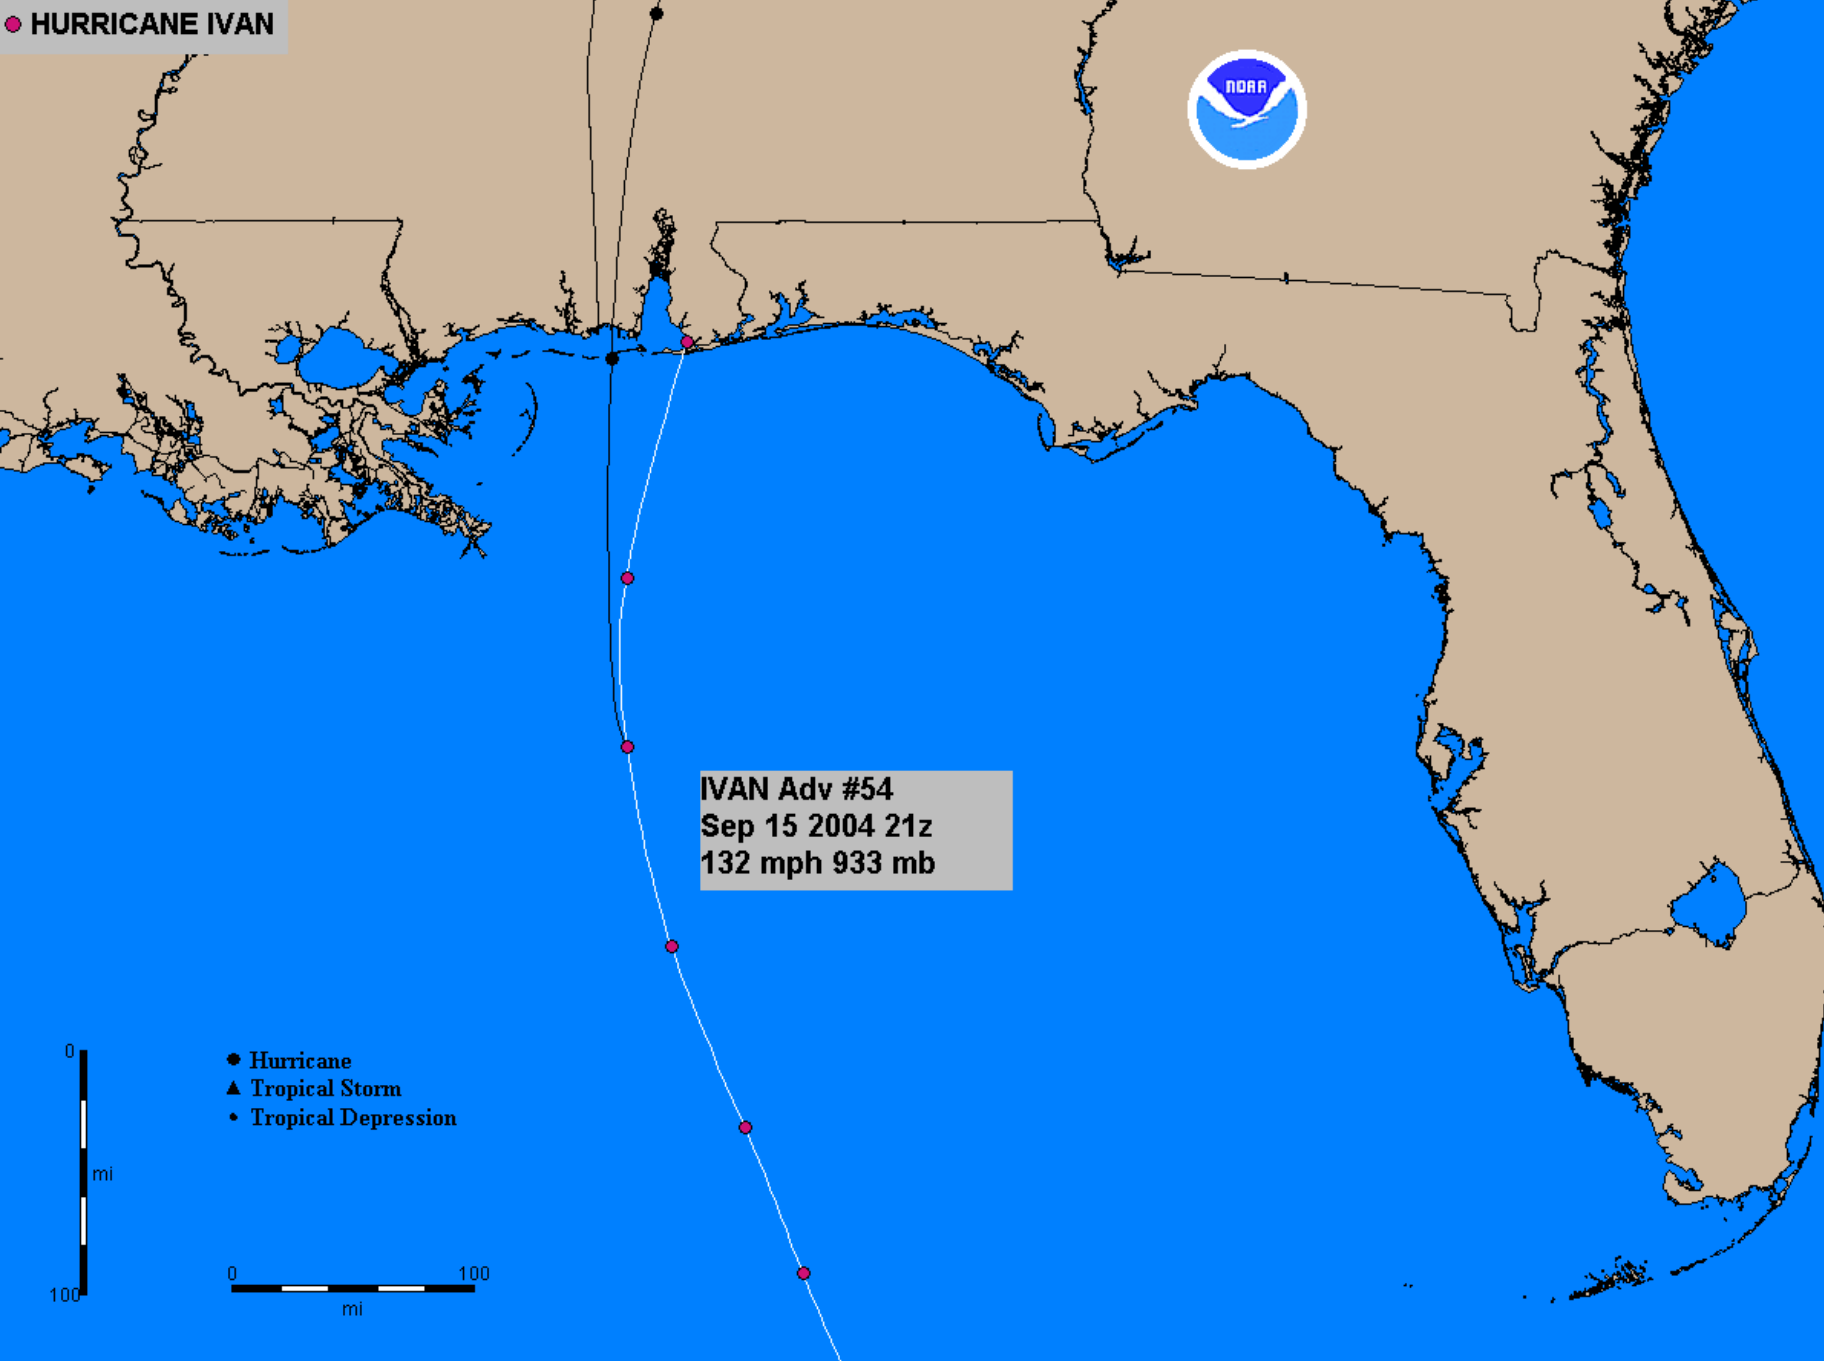 HURRICANE IVAN
NOAA
IVAN Adv #54
Sep 15 2004 21z
132 mph 933 mb
0
mi
100
Hurricane
Tropical Storm
Tropical Depression
0 100
mi